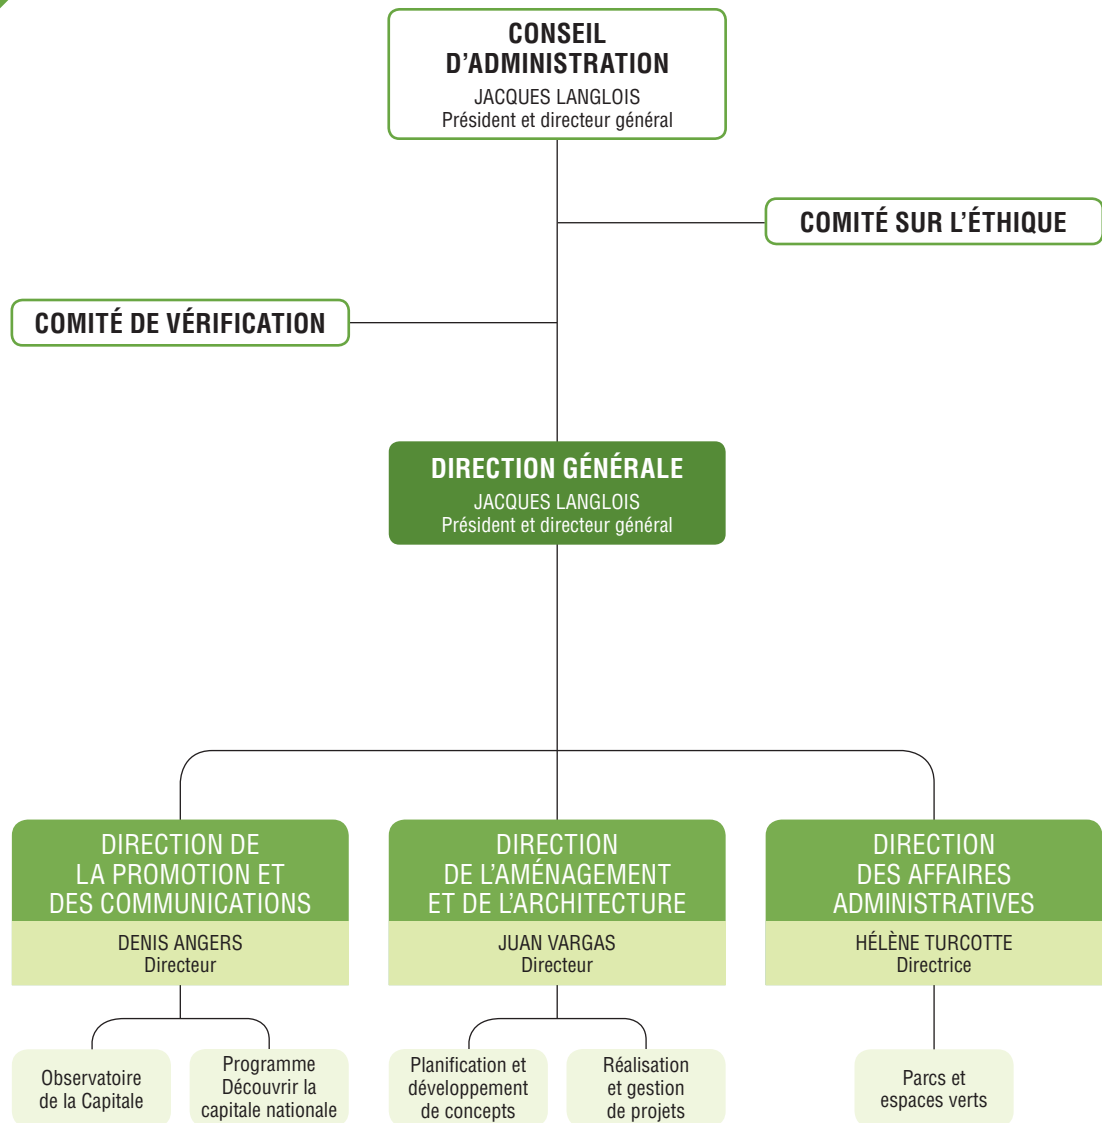 CONSEIL
D'ADMINISTRATION
JACQUES LANGLOIS
Président et directeur général
COMITÉ SUR L'ÉTHIQUE
COMITÉ DE VÉRIFICATION
DIRECTION GÉNÉRALE
JACQUES LANGLOIS
Président et directeur général
DIRECTION DE
LA PROMOTION ET
DES COMMUNICATIONS
DENIS ANGERS
Directeur
DIRECTION
DE L'AMÉNAGEMENT
ET DE L'ARCHITECTURE
JUAN VARGAS
Directeur
DIRECTION
DES AFFAIRES
ADMINISTRATIVES
HÉLÈNE TURCOTTE
Directrice
Observatoire
de la Capitale
Programme
Découvrir la
capitale nationale
Planification et
développement
de concepts
Réalisation
et gestion
de projets
Parcs et
espaces verts